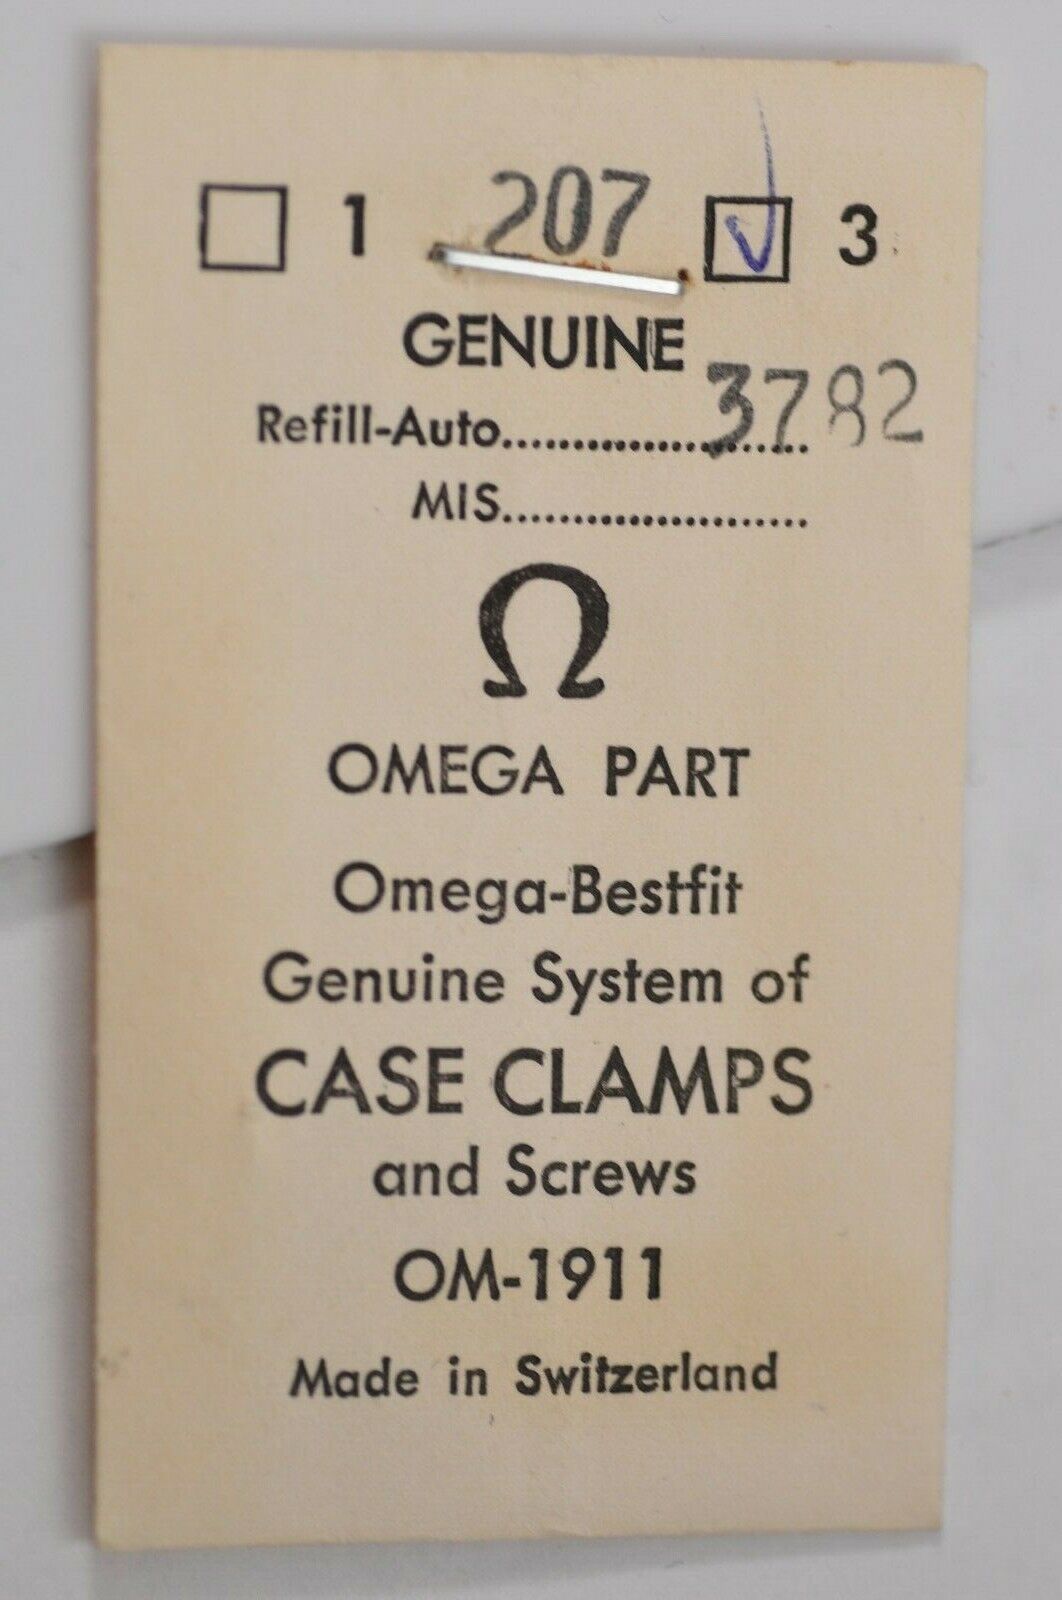 1 207 3
GENUINE
Refill-Auto......................3782
MIS......................
Ω
OMEGA PART
Omega-Bestfit
Genuine System of
CASE CLAMPS
and Screws
OM-1911
Made in Switzerland